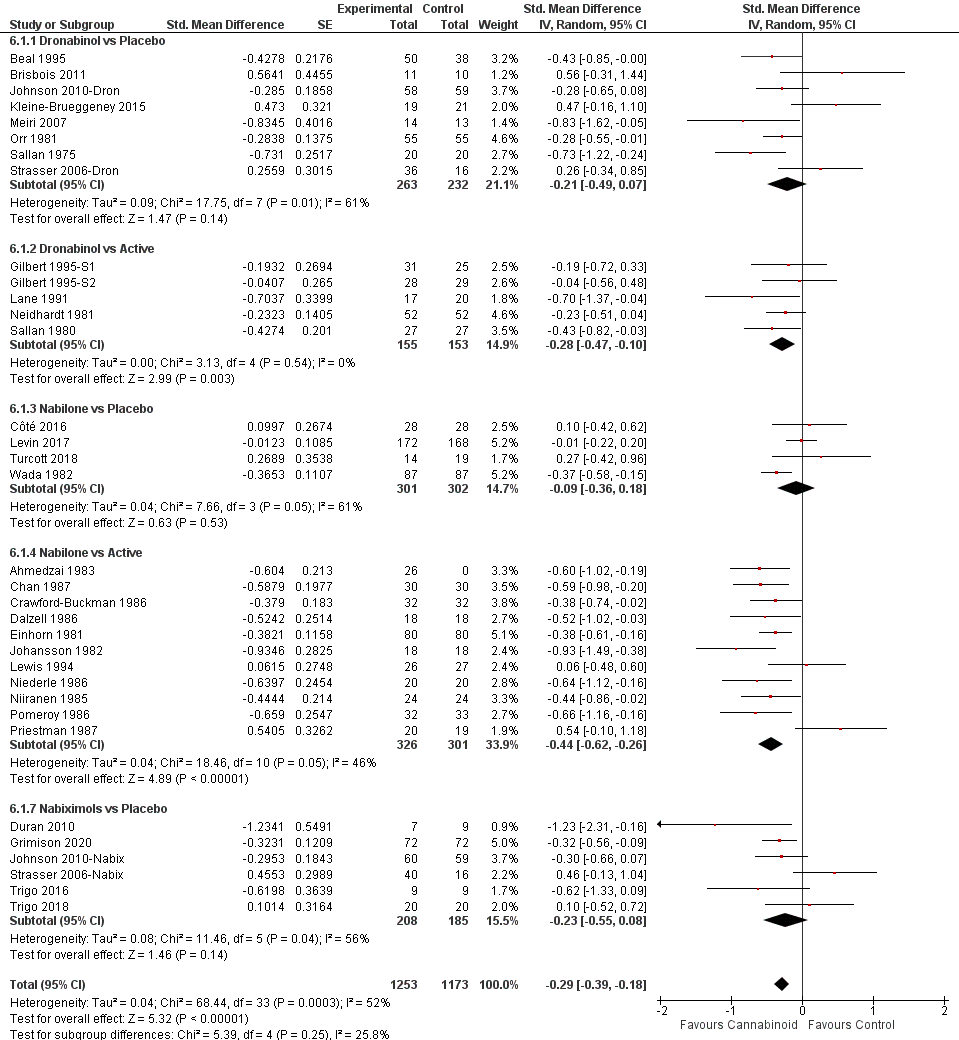 Experimental Control Std. Mean Difference Std. Mean Difference
Study or Subgroup Std. Mean Difference SE Total Total Weight IV, Random, 95% CI IV, Random, 95% CI
6.1.1 Dronabinol vs Placebo
Beal 1995 -0.4278 0.2176 50 38 3.2% -0.43 [-0.85, -0.00]
Brisbois 2011 0.5641 0.4455 11 10 1.2% 0.56 [-0.31, 1.44]
Johnson 2010-Dron -0.285 0.1858 58 59 3.7% -0.28 [-0.65, 0.08]
Kleine-Brueggeney 2015 0.473 0.321 19 21 2.0% 0.47 [-0.16, 1.10]
Meiri 2007 -0.8345 0.4016 14 13 1.4% -0.83 [-1.62, -0.05]
Orr 1981 -0.2838 0.1375 55 55 4.6% -0.28 [-0.55, -0.01]
Sallan 1975 -0.731 0.2517 20 20 2.7% -0.73 [-1.22, -0.24]
Strasser 2006-Dron 0.2559 0.3015 36 16 2.2% 0.26 [-0.34, 0.85]
Subtotal (95% CI) 263 232 21.1% -0.21 [-0.49, 0.07]
Heterogeneity: Tau² = 0.09; Chi² = 17.75, df = 7 (P = 0.01); I² = 61%
Test for overall effect: Z = 1.47 (P = 0.14)
6.1.2 Dronabinol vs Active
Gilbert 1995-S1 -0.1932 0.2694 31 25 2.5% -0.19 [-0.72, 0.33]
Gilbert 1995-S2 -0.0407 0.265 28 29 2.6% -0.04 [-0.56, 0.48]
Lane 1991 -0.7037 0.3399 17 20 1.8% -0.70 [-1.37, -0.04]
Neidhardt 1981 -0.2323 0.1405 52 52 4.6% -0.23 [-0.51, 0.04]
Sallan 1980 -0.4274 0.201 27 27 3.5% -0.43 [-0.82, -0.03]
Subtotal (95% CI) 155 153 14.9% -0.28 [-0.47, -0.10]
Heterogeneity: Tau² = 0.00; Chi² = 3.13, df = 4 (P = 0.54); I² = 0%
Test for overall effect: Z = 2.99 (P = 0.003)
6.1.3 Nabilone vs Placebo
Côté 2016 0.0997 0.2674 28 28 2.5% 0.10 [-0.42, 0.62]
Levin 2017 -0.0123 0.1085 172 168 5.2% -0.01 [-0.22, 0.20]
Turcott 2018 0.2689 0.3538 14 19 1.7% 0.27 [-0.42, 0.96]
Wada 1982 -0.3653 0.1107 87 87 5.2% -0.37 [-0.58, -0.15]
Subtotal (95% CI) 301 302 14.7% -0.09 [-0.36, 0.18]
Heterogeneity: Tau² = 0.04; Chi² = 7.66, df = 3 (P = 0.05); I² = 61%
Test for overall effect: Z = 0.63 (P = 0.53)
6.1.4 Nabilone vs Active
Ahmedzai 1983 -0.604 0.213 26 0 3.3% -0.60 [-1.02, -0.19]
Chan 1987 -0.5879 0.1977 30 30 3.5% -0.59 [-0.98, -0.20]
Crawford-Buckman 1986 -0.379 0.183 32 32 3.8% -0.38 [-0.74, -0.02]
Dalzell 1986 -0.5242 0.2514 18 18 2.7% -0.52 [-1.02, -0.03]
Einhorn 1981 -0.3821 0.1158 80 80 5.1% -0.38 [-0.61, -0.16]
Johansson 1982 -0.9346 0.2825 18 18 2.4% -0.93 [-1.49, -0.38]
Lewis 1994 0.0615 0.2748 26 27 2.4% 0.06 [-0.48, 0.60]
Niederle 1986 -0.6397 0.2454 20 20 2.8% -0.64 [-1.12, -0.16]
Niiranen 1985 -0.4444 0.214 24 24 3.3% -0.44 [-0.86, -0.02]
Pomeroy 1986 -0.659 0.2547 32 33 2.7% -0.66 [-1.16, -0.16]
Priestman 1987 0.5405 0.3262 20 19 1.9% 0.54 [-0.10, 1.18]
Subtotal (95% CI) 326 301 33.9% -0.44 [-0.62, -0.26]
Heterogeneity: Tau² = 0.04; Chi² = 18.46, df = 10 (P = 0.05); I² = 46%
Test for overall effect: Z = 4.89 (P < 0.00001)
6.1.7 Nabiximols vs Placebo
Duran 2010 -1.2341 0.5491 7 9 0.9% -1.23 [-2.31, -0.16]
Grimison 2020 -0.3231 0.1209 72 72 5.0% -0.32 [-0.56, -0.09]
Johnson 2010-Nabix -0.2953 0.1843 60 59 3.8% -0.30 [-0.66, 0.07]
Strasser 2006-Nabix 0.4553 0.2989 40 16 2.2% 0.46 [-0.13, 1.04]
Trigo 2016 -0.6198 0.3639 9 9 1.6% -0.62 [-1.33, 0.09]
Trigo 2018 0.1014 0.3164 20 20 2.0% 0.10 [-0.52, 0.72]
Subtotal (95% CI) 208 185 15.5% -0.23 [-0.55, 0.08]
Heterogeneity: Tau² = 0.08; Chi² = 11.46, df = 5 (P = 0.04); I² = 56%
Test for overall effect: Z = 1.46 (P = 0.14)
Total (95% CI) 1253 1173 100.0% -0.29 [-0.39, -0.18]
Heterogeneity: Tau² = 0.04; Chi² = 68.44, df = 33 (P = 0.0003); I² = 52%
Test for overall effect: Z = 5.32 (P < 0.00001)
Test for subgroup differences: Chi² = 5.39, df = 4 (P = 0.25), I² = 25.8%
-2 -1 0 1 2
Favours Cannabinoid Favours Control